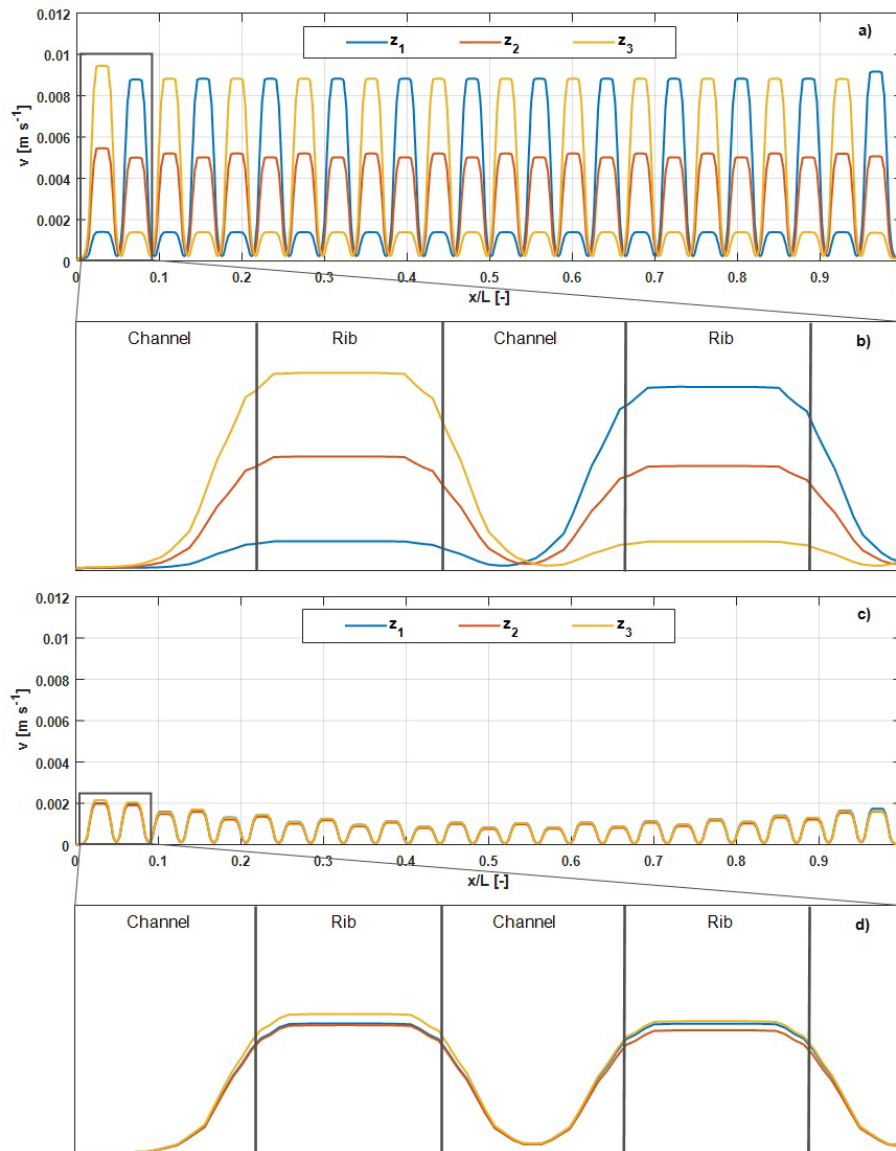 0.012
a)
z1 z2 z3
0.01
0.008
0.006
0.004
0.002
0
v [m s-1]
0 0.1 0.2 0.3 0.4 0.5 0.6 0.7 0.8 0.9
x/L [-]
Channel Rib Channel Rib b)
0.012
c)
z1 z2 z3
0.01
0.008
0.006
0.004
0.002
0
v [m s-1]
0 0.1 0.2 0.3 0.4 0.5 0.6 0.7 0.8 0.9
x/L [-]
Channel Rib Channel Rib d)